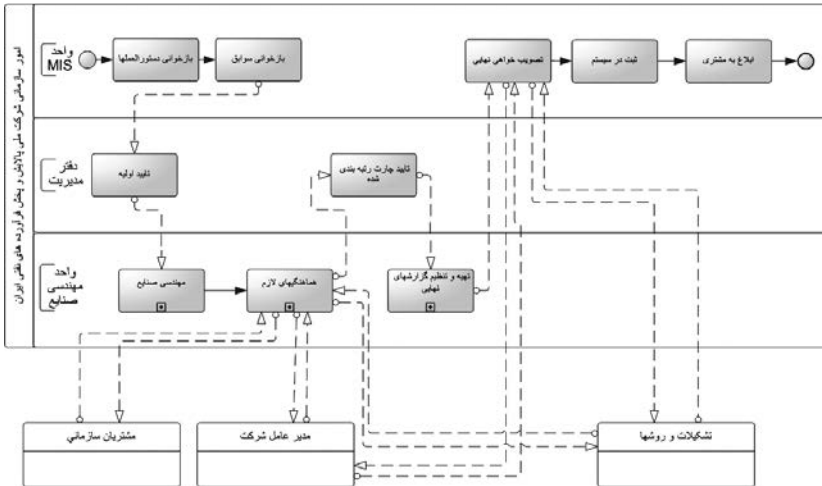 امور سازمانی شرکت ملی پالایش و پخش فرآورده های نفتی ایران
واحد
MIS
بازخوانی دستورالعملها
بازخوانی سوابق
تصویب خواهی نهایی
ثبت در سیستم
ابلاغ به مشتری
دفتر
مدیریت
تایید اولیه
تایید چارت رتبه بندی
شده
واحد
مهندسی
صنایع
مهندسی صنایع
هماهنگیهای لازم
تهیه و تنظیم گزارشهای
نهایی
مشتریان سازمانی
مدیر عامل شرکت
تشکیلات و روشها